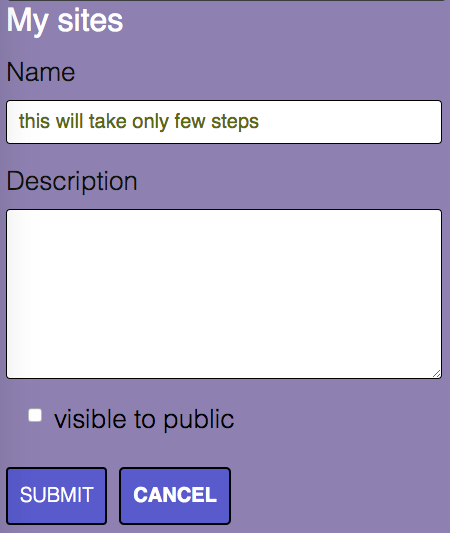 My sites
Name
this will take only few steps
Description
visible to public
SUBMIT CANCEL